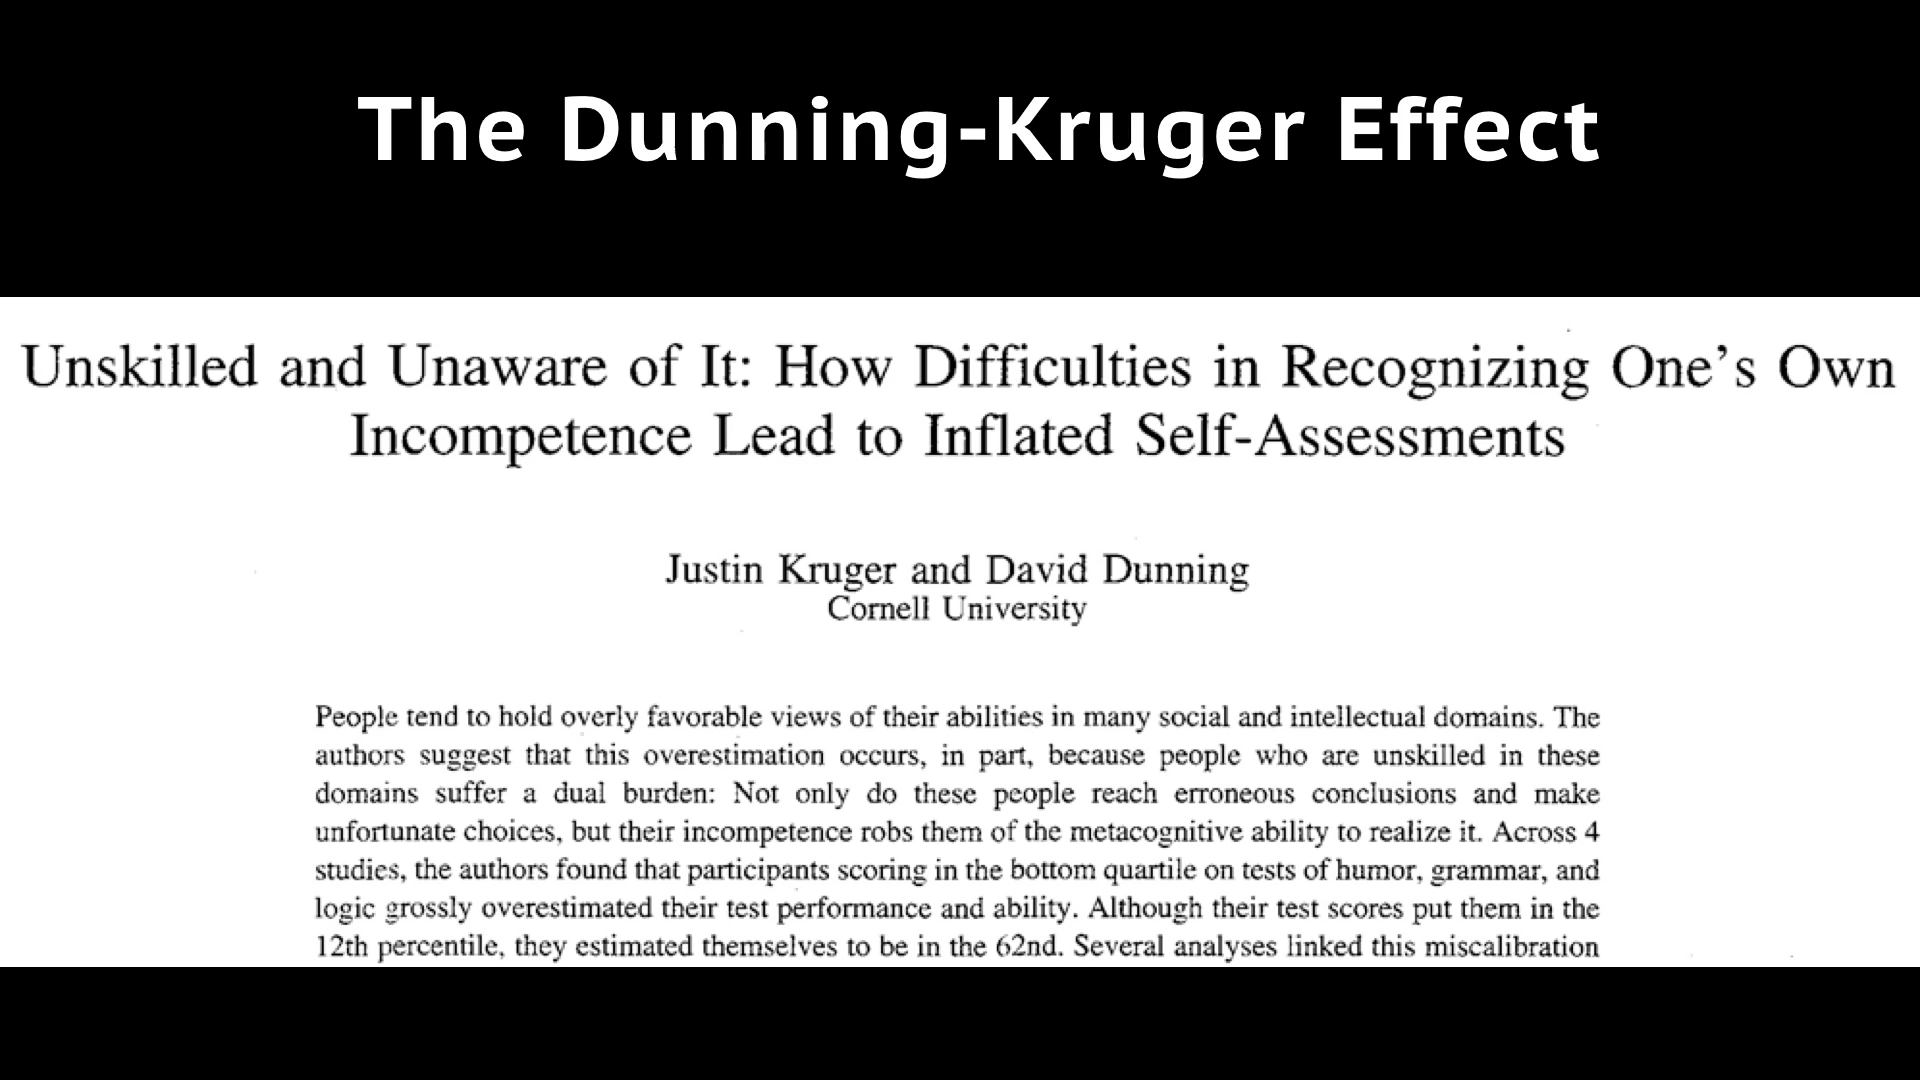 The Dunning-Kruger Effect
Unskilled and Unaware of It: How Difficulties in Recognizing One's Own
Incompetence Lead to Inflated Self-Assessments
Justin Kruger and David Dunning
Cornell University
People tend to hold overly favorable views of their abilities in many social and intellectual domains. The
authors suggest that this overestimation occurs, in part, because people who are unskilled in these
domains suffer a dual burden: Not only do these people reach erroneous conclusions and make
unfortunate choices, but their incompetence robs them of the metacognitive ability to realize it. Across 4
studies, the authors found that participants scoring in the bottom quartile on tests of humor, grammar, and
logic grossly overestimated their test performance and ability. Although their test scores put them in the
12th percentile, they estimated themselves to be in the 62nd. Several analyses linked this miscalibration